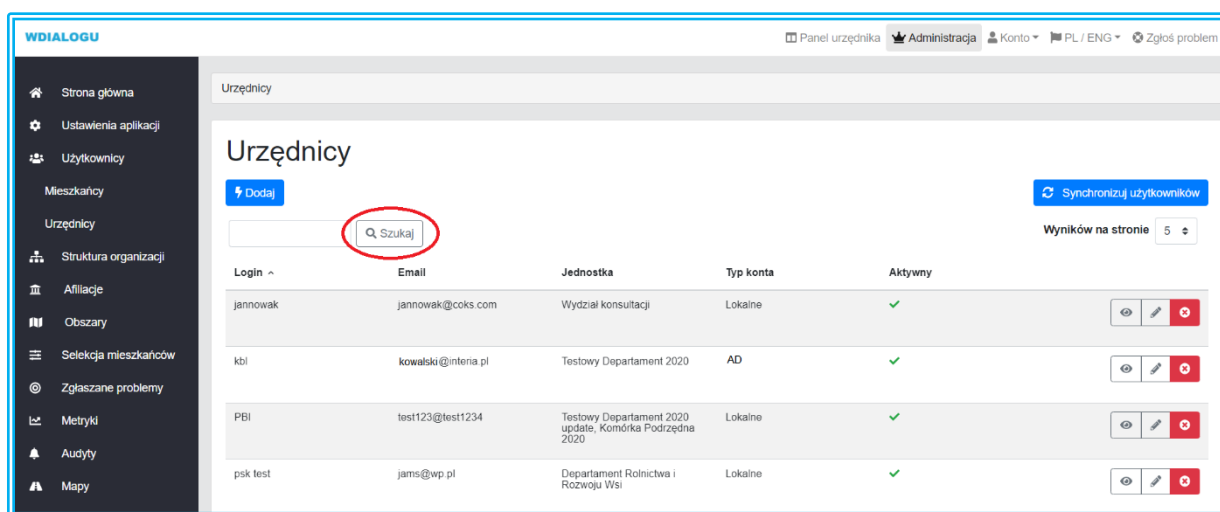 WDIALOGU
Panel urzędnika Administracja Konto PL / ENG Zgłoś problem
Strona główna
Ustawienia aplikacji
Użytkownicy
Mieszkańcy
Urzędnicy
Struktura organizacji
Afiliacje
Obszary
Selekcja mieszkańców
Zgłaszane problemy
Metryki
Audyty
Mapy
Urzędnicy
Urzędnicy
Dodaj
Synchronizuj użytkowników
Szukaj
Wyników na stronie 5
Login Email Jednostka Typ konta Aktywny
jannowak jannowak@coks.com Wydział konsultacji Lokalne
kbl kowalski@interia.pl Testowy Departament 2020 AD
PBI test123@test1234 Testowy Departament 2020 Lokalne
update, Komórka Podrzędna
2020
psk test jams@wp.pl Departament Rolnictwa i Lokalne
Rozwoju Wsi